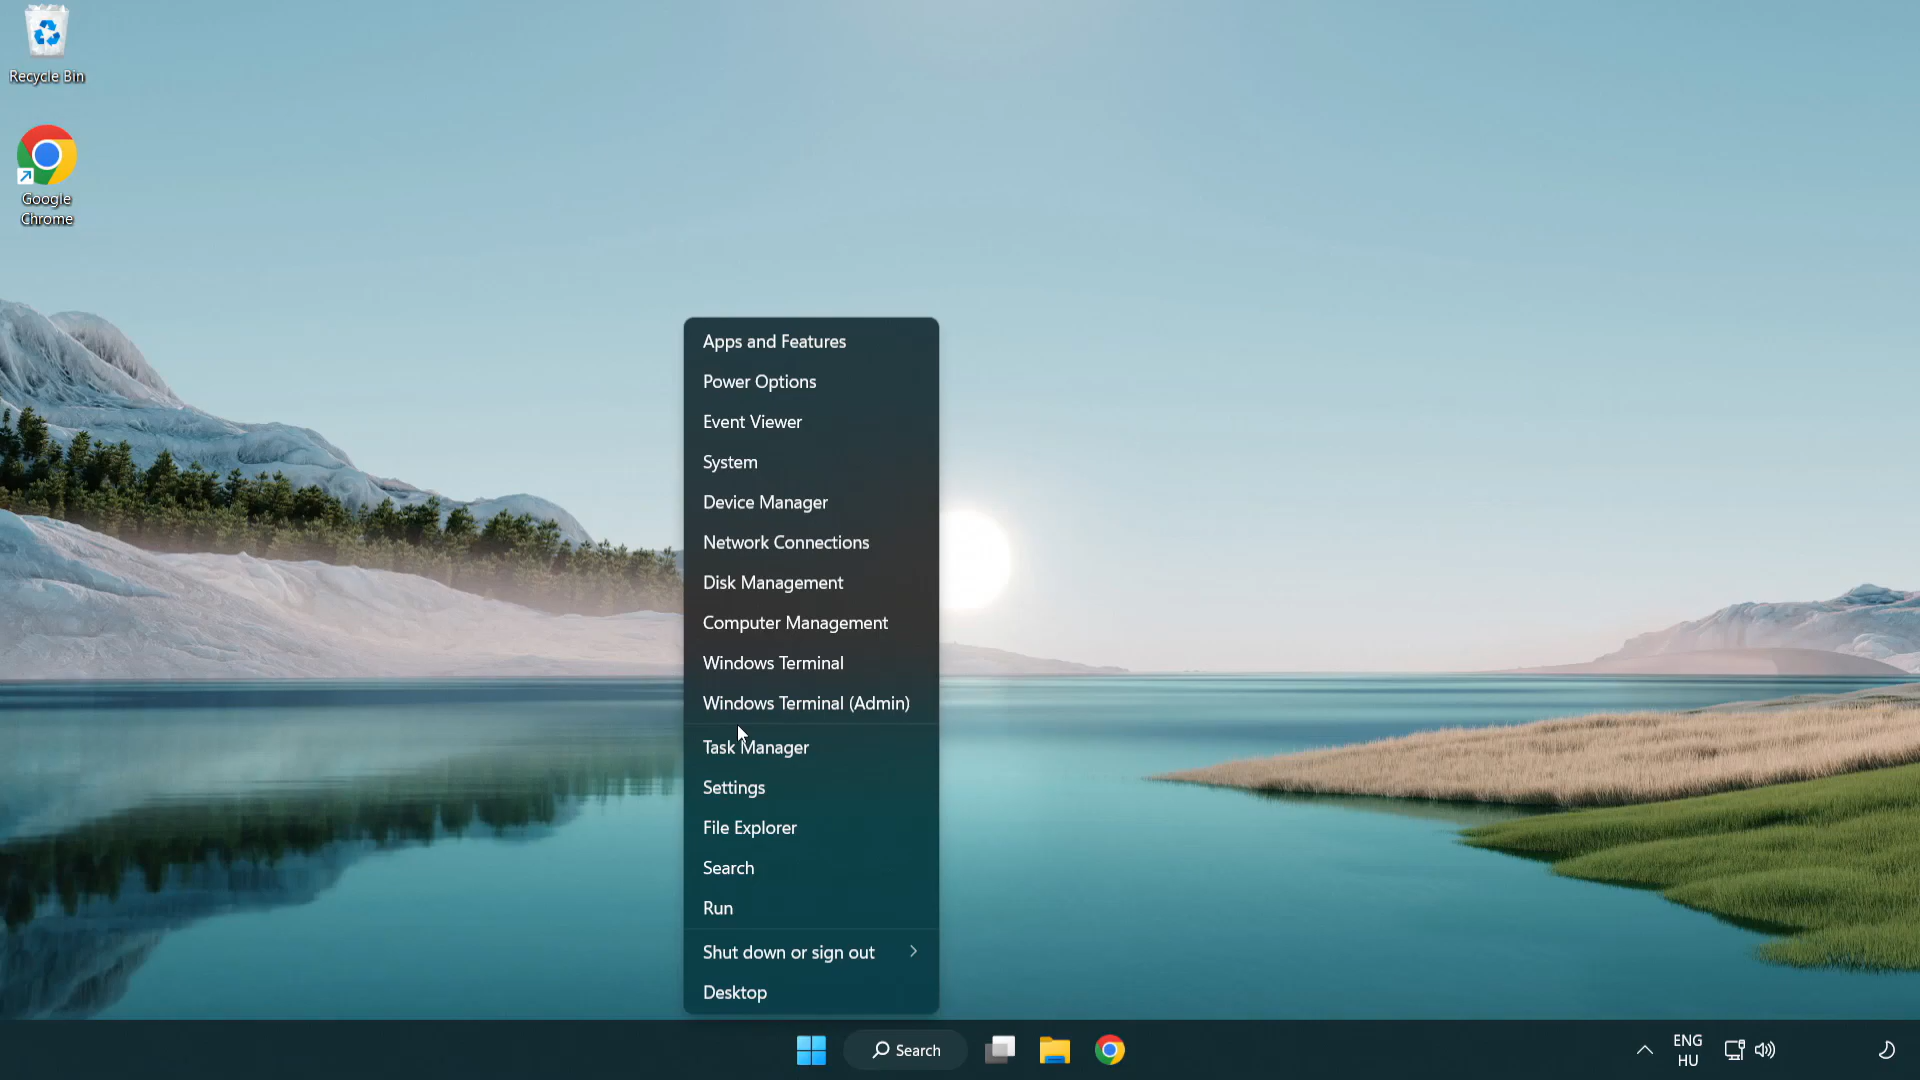 Recycle Bin
Google
Chrome
Apps and Features
Power Options
Event Viewer
System
Device Manager
Network Connections
Disk Management
Computer Management
Windows Terminal
Windows Terminal (Admin)
Task Manager
Settings
File Explorer
Search
Run
Shut down or sign out
Desktop
Search
ENG
HU